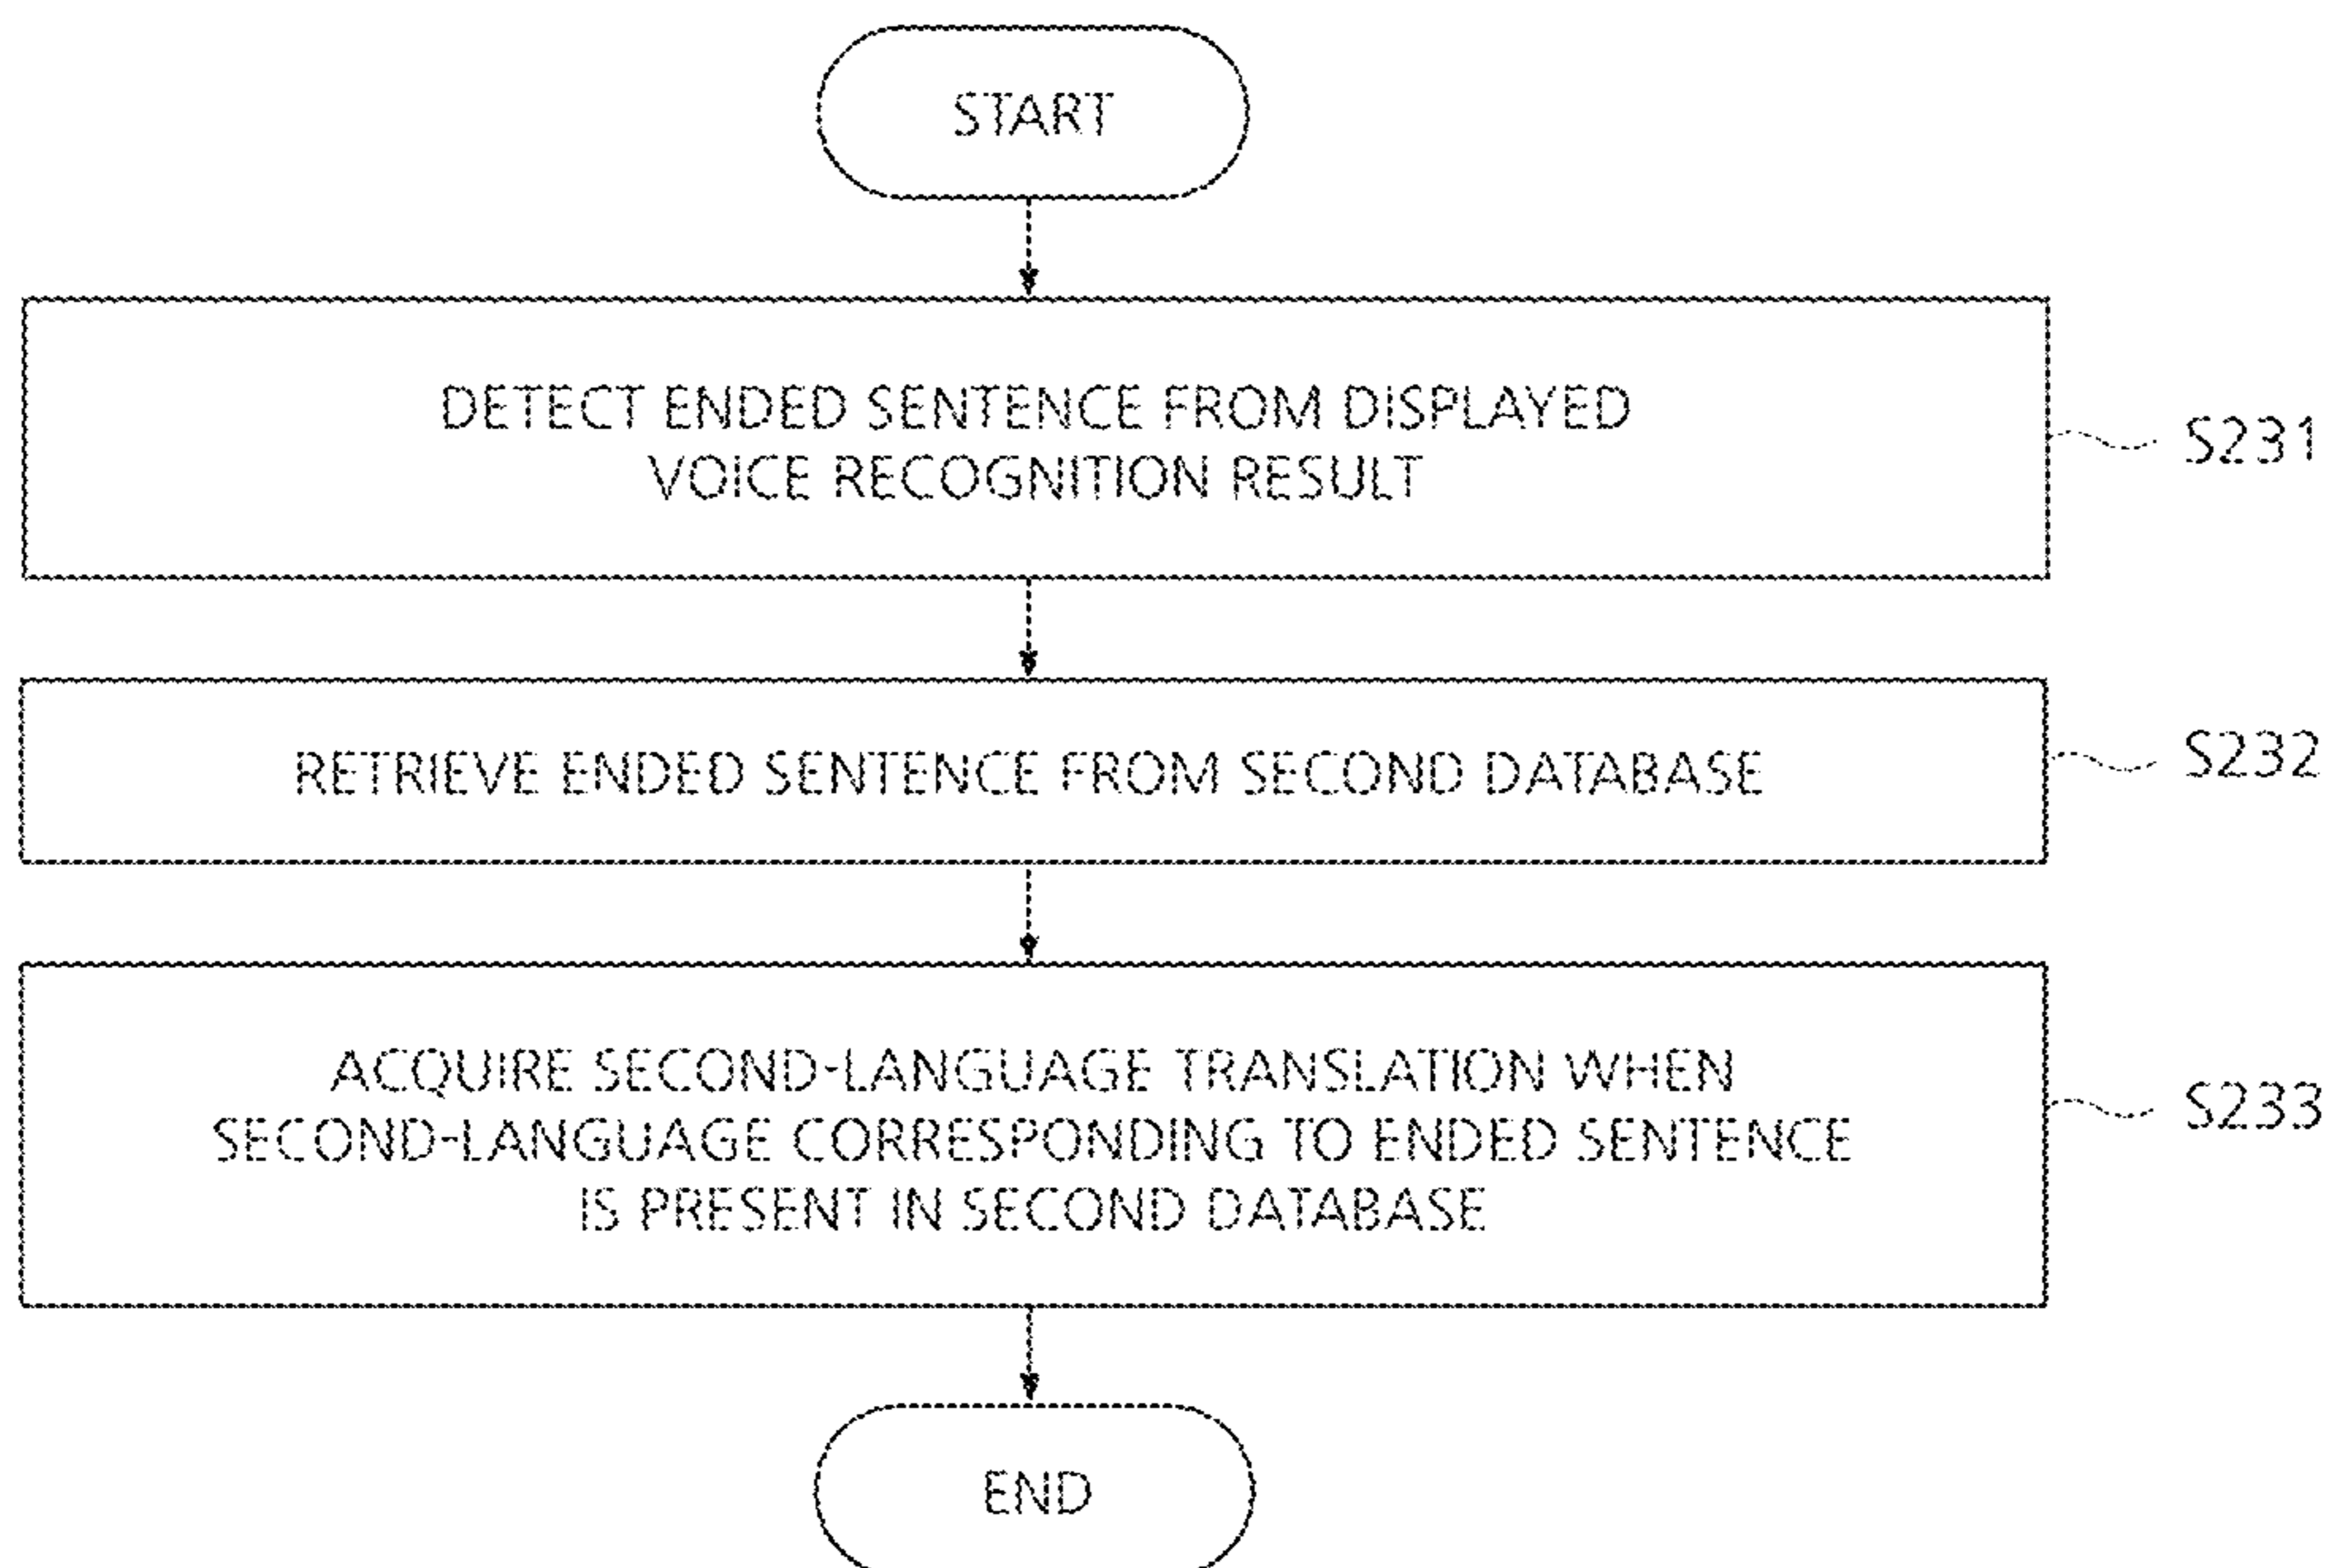 START
DETECT ENDED SENTENCE FROM DISPLAYED
VOICE RECOGNITION RESULT
S231
RETRIEVE ENDED SENTENCE FROM SECOND DATABASE
S232
ACQUIRE SECOND-LANGUAGE TRANSLATION WHEN
SECOND-LANGUAGE CORRESPONDING TO ENDED SENTENCE
IS PRESENT IN SECOND DATABASE
S233
END